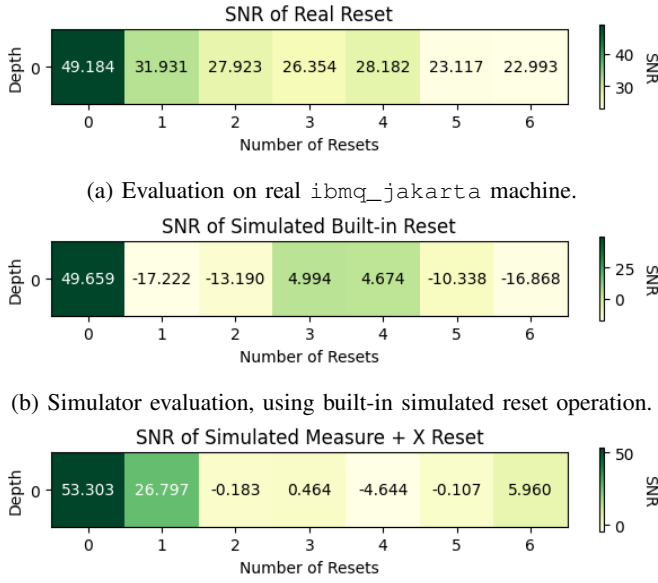 SNR of Real Reset
Depth
0
49.184 31.931 27.923 26.354 28.182 23.117 22.993
40
30
SNR
0 1 2 3 4 5 6
Number of Resets
(a) Evaluation on real ibmq_jakarta machine.
SNR of Simulated Built-in Reset
Depth
0
49.659 -17.222 -13.190 4.994 4.674 -10.338 -16.868
25
0
SNR
0 1 2 3 4 5 6
Number of Resets
(b) Simulator evaluation, using built-in simulated reset operation.
SNR of Simulated Measure + X Reset
Depth
0
53.303 26.797 -0.183 0.464 -4.644 -0.107 5.960
50
0
SNR
0 1 2 3 4 5 6
Number of Resets